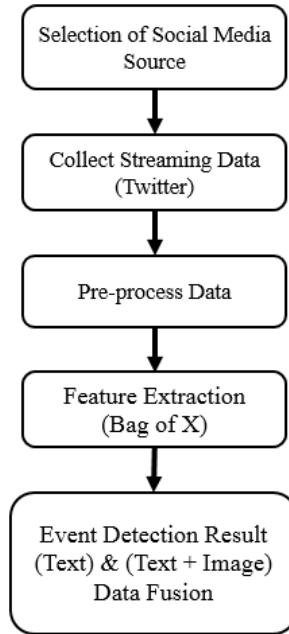 Selection of Social Media
Source
Collect Streaming Data
(Twitter)
Pre-process Data
Feature Extraction
(Bag of X)
Event Detection Result
(Text) & (Text + Image)
Data Fusion